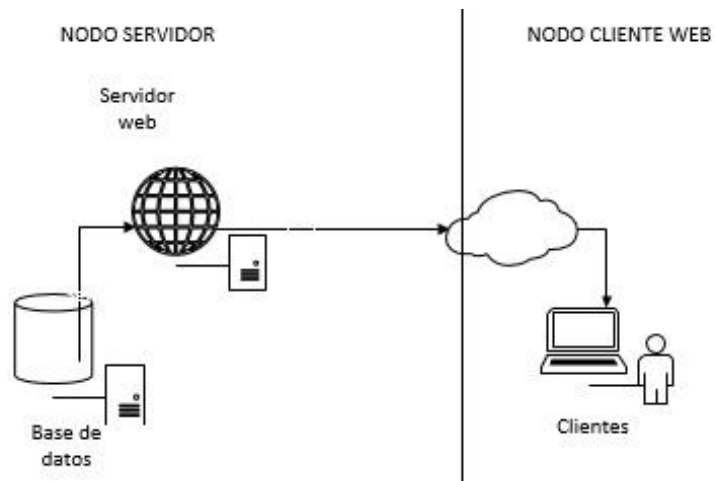 NODO SERVIDOR
NODO CLIENTE WEB
Servidor
web
Base de
datos
Clientes